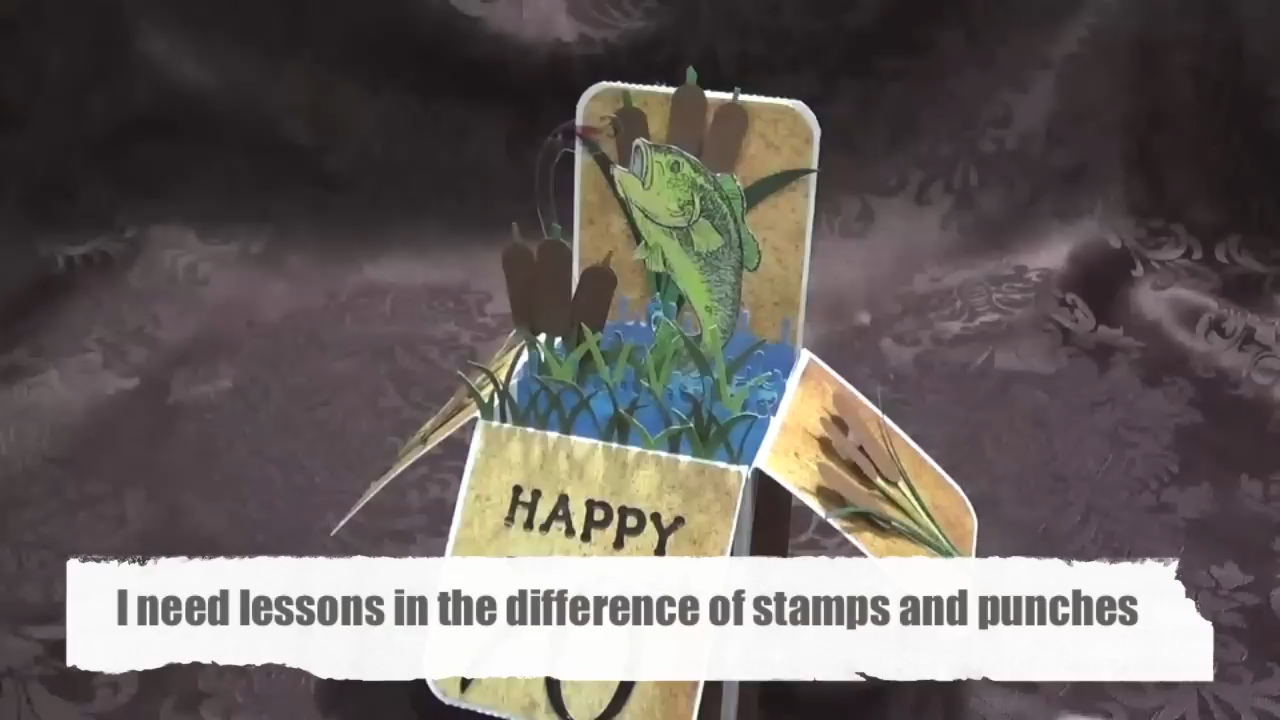 HAPPY
I need lessons in the difference of stamps and punches